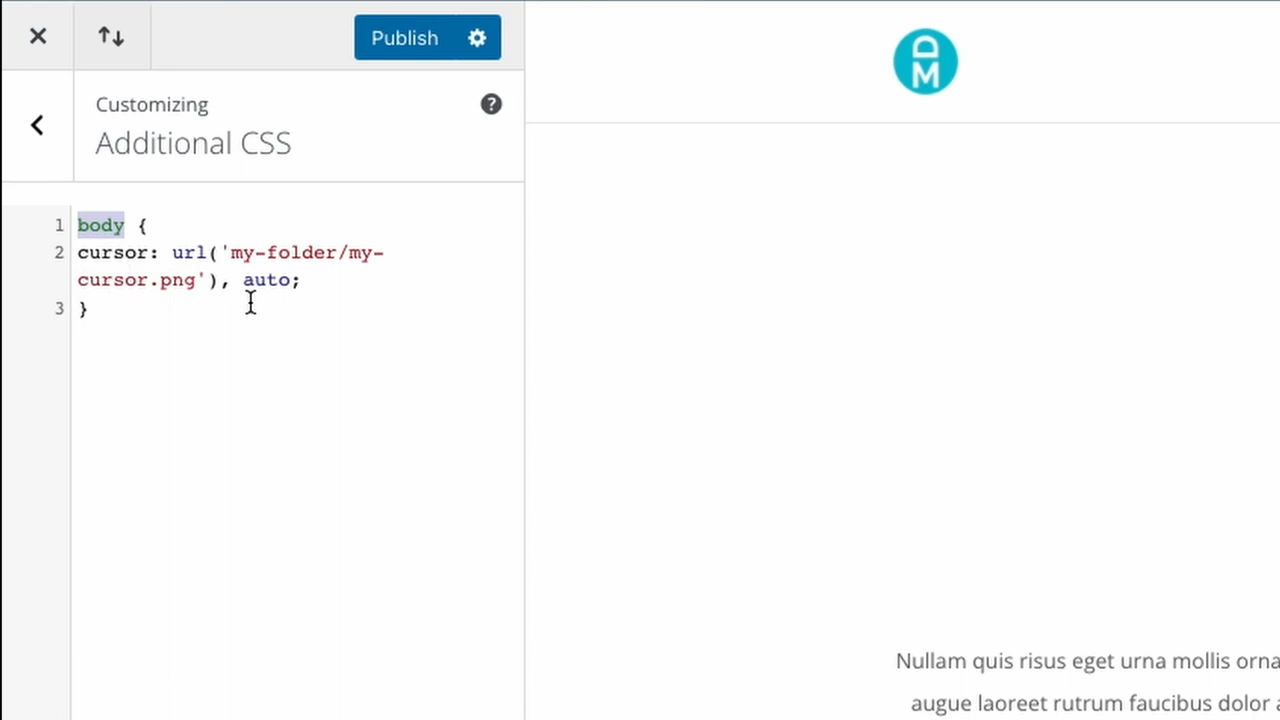 Publish
Customizing
Additional CSS
1 body {
2 cursor: url('my-folder/my-
cursor.png'), auto;
3 }
DM
Nullam quis risus eget urna mollis orna
augue laoreet rutrum faucibus dolor a